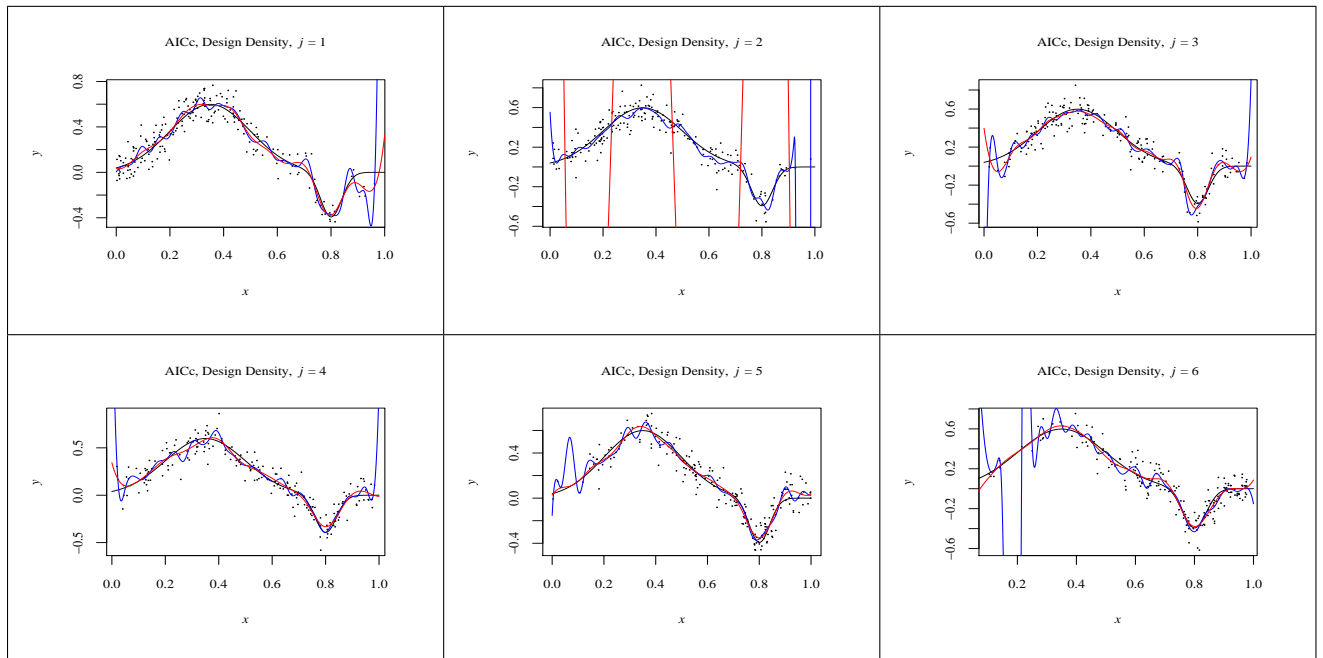 AICc, Design Density, j = 1
0.8
0.4
0.0
−0.4
y
0.0 0.2 0.4 0.6 0.8 1.0
x
AICc, Design Density, j = 2
0.6
0.2
−0.2
−0.6
y
0.0 0.2 0.4 0.6 0.8 1.0
x
AICc, Design Density, j = 3
0.6
0.2
−0.2
−0.6
y
0.0 0.2 0.4 0.6 0.8 1.0
x
AICc, Design Density, j = 4
0.5
0.0
−0.5
y
0.0 0.2 0.4 0.6 0.8 1.0
x
AICc, Design Density, j = 5
0.4
0.0
−0.4
y
0.0 0.2 0.4 0.6 0.8 1.0
x
AICc, Design Density, j = 6
0.6
0.2
−0.2
−0.6
y
0.2 0.4 0.6 0.8 1.0
x